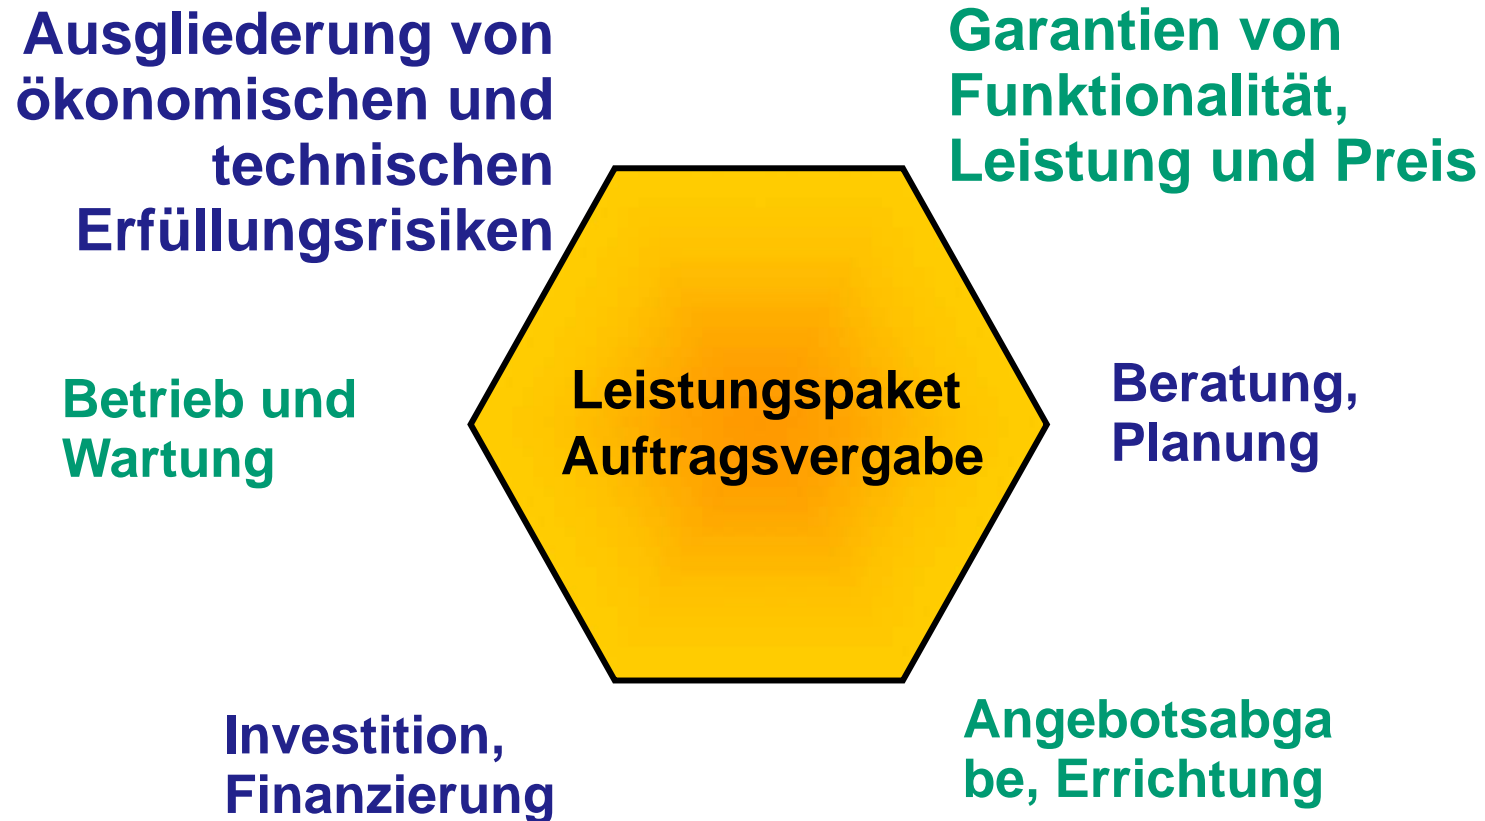 Ausgliederung von
ökonomischen und
technischen
Erfüllungsrisiken
Garantien von
Funktionalität,
Leistung und Preis
Betrieb und
Wartung
Leistungspaket
Auftragsvergabe
Beratung,
Planung
Investition,
Finanzierung
Angebotsabga
be, Errichtung